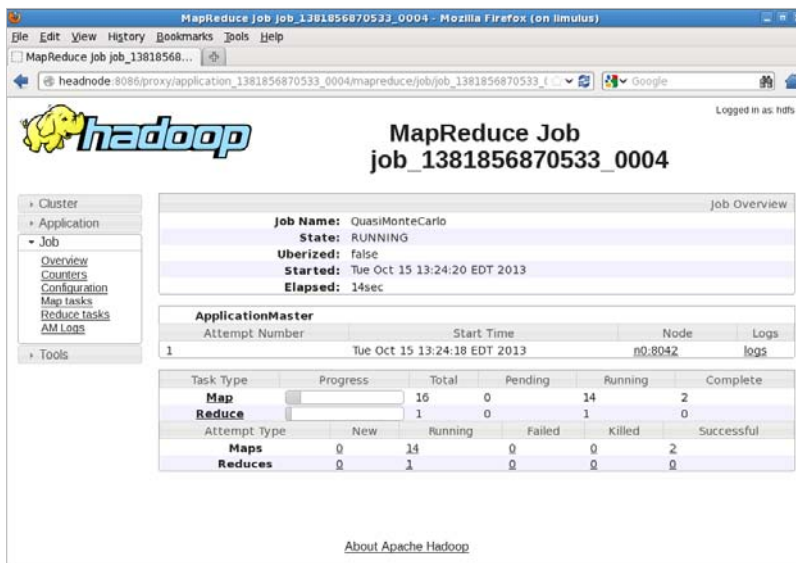 MapReduce Job job_1381856870533_0004 - Mozilla Firefox (on limulus)
File Edit View History Bookmarks Tools Help
MapReduce Job job_13818568...
headnode:8086/proxy/application_1381856870533_0004/mapreduce/job/job_1381856870533_ Google
Logged in as: hdfs
hadoop
MapReduce Job
job_1381856870533_0004
Cluster
Application
Job
Overview
Counters
Configuration
Map tasks
Reduce tasks
AM Logs
Tools
Job Overview
Job Name: QuasiMonteCarlo
State: RUNNING
Uberized: false
Started: Tue Oct 15 13:24:20 EDT 2013
Elapsed: 14sec
ApplicationMaster
Attempt Number Start Time Node Logs
1 Tue Oct 15 13:24:18 EDT 2013 n0:8042 logs
Task Type Progress Total Pending Running Complete
Map 16 0 14 2
Reduce 1 0 1 0
Attempt Type New Running Failed Killed Successful
Maps 0 14 0 0 2
Reduces 0 1 0 0 0
About Apache Hadoop